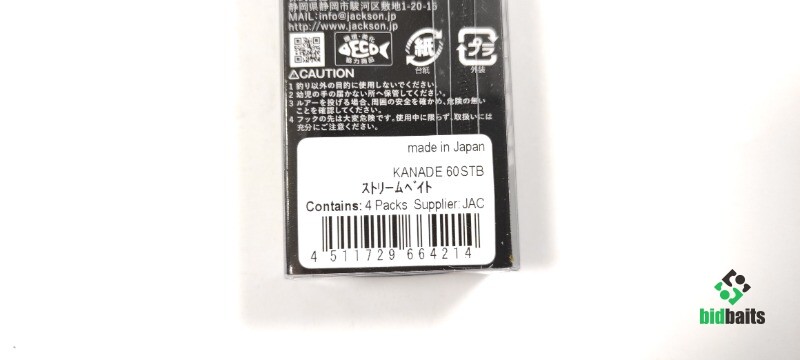 静岡県静岡市駿河区敷地1-20-15
MAIL:info@jackson.jp
http://www.jackson.jp
環境・美化
協力商品
紙
台紙
プラ
外装
⚠CAUTION
1 釣り以外の目的に使用しないでください。
2 幼児の手の届かない所へ保管してください。
3 ルアーを投げる場合、周囲の安全を確かめ、危険の無い
ことを確認してください。
4 フックの先は大変危険です。使用中に限らず、取扱いには
充分にご注意ください。
made in Japan
KANADE 60STB
ストリームベイト
Contains: 4 Packs Supplier:JAC
4 511729 664214
bidbaits